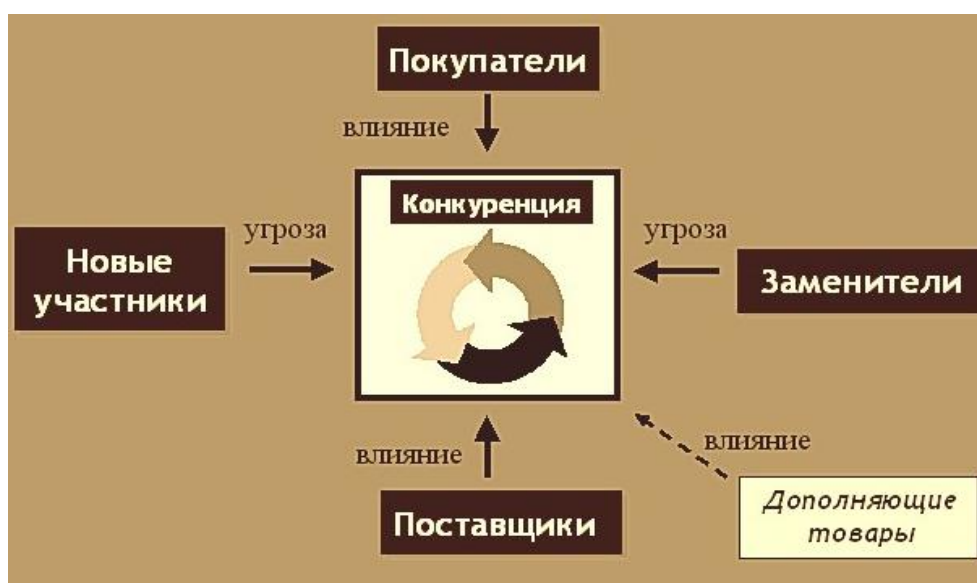 Покупатели
влияние
Конкуренция
угроза
угроза
Новые
участники
Заменители
влияние
влияние
Поставщики
Дополняющие
товары